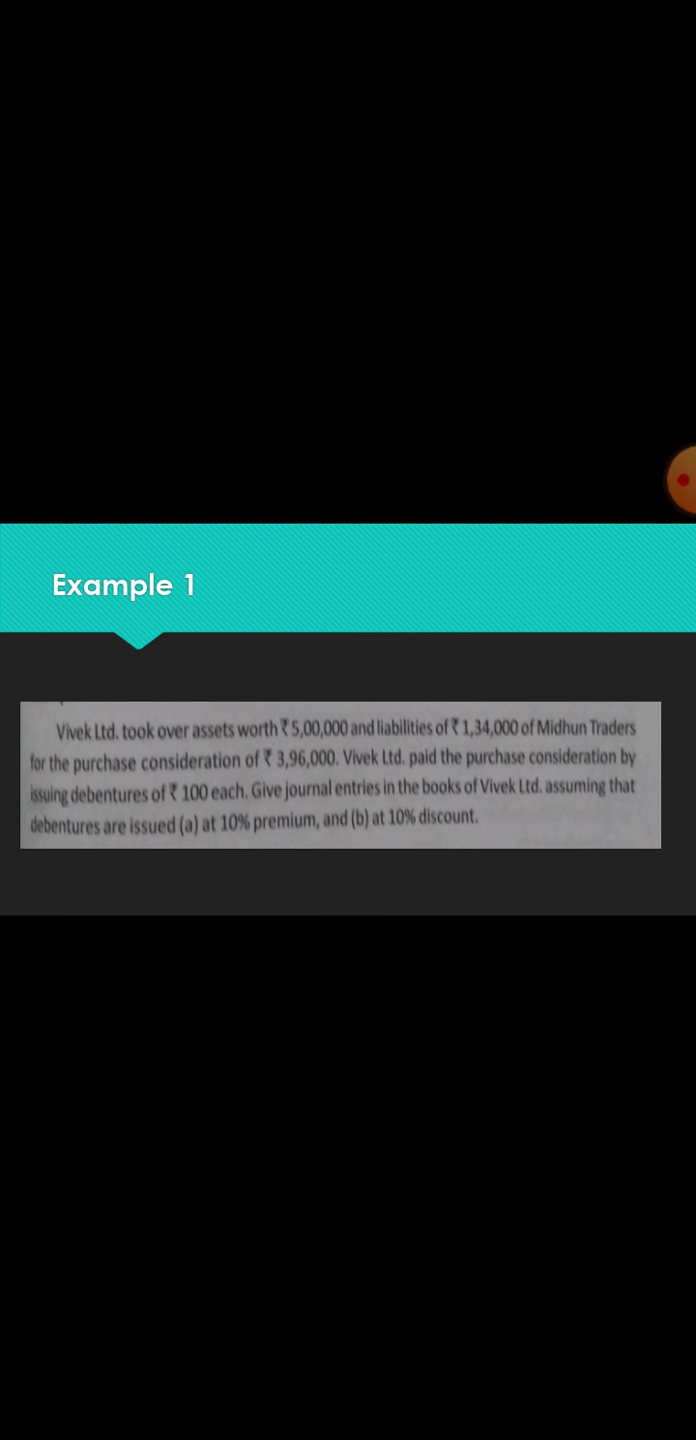 Example 1
Vivek Ltd. took over assets worth ₹ 5,00,000 and liabilities of ₹ 1,34,000 of Midhun Traders
for the purchase consideration of ₹ 3,96,000. Vivek Ltd. paid the purchase consideration by
issuing debentures of ₹ 100 each. Give journal entries in the books of Vivek Ltd. assuming that
debentures are issued (a) at 10% premium, and (b) at 10% discount.